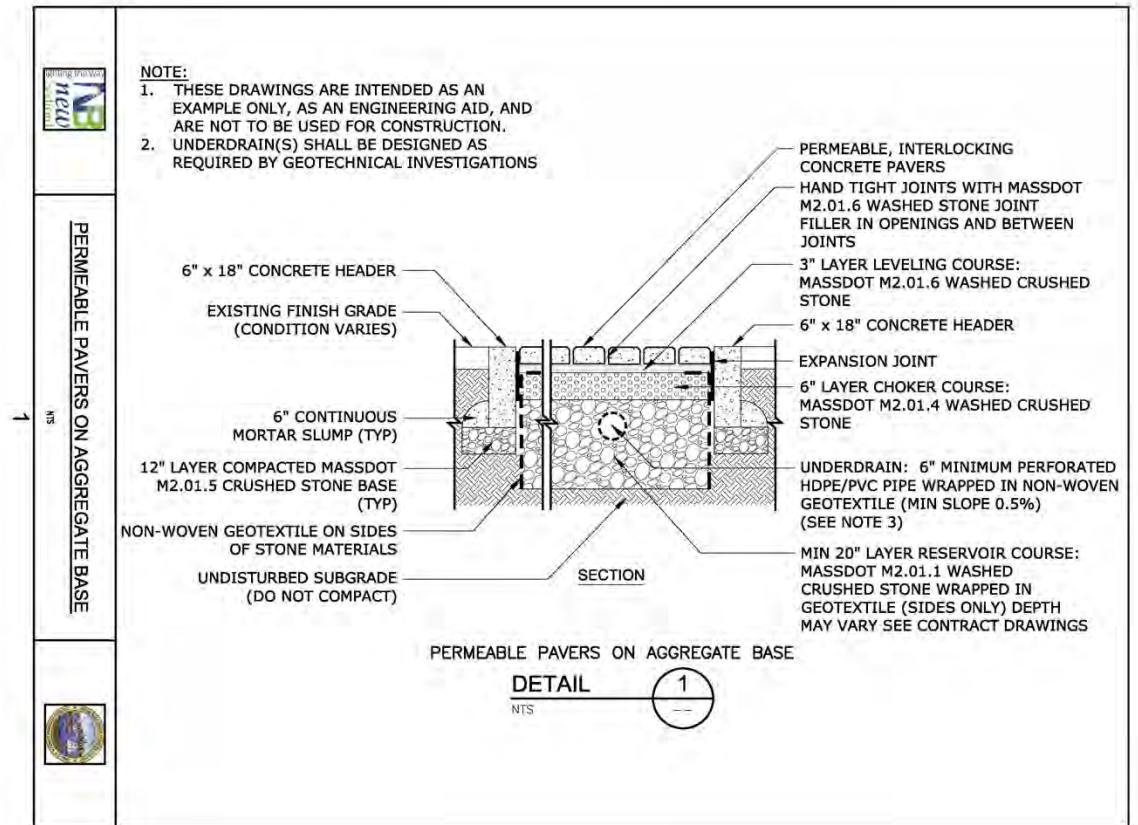 NOTE:
1. THESE DRAWINGS ARE INTENDED AS AN
EXAMPLE ONLY, AS AN ENGINEERING AID, AND
ARE NOT TO BE USED FOR CONSTRUCTION.
2. UNDERDRAIN(S) SHALL BE DESIGNED AS
REQUIRED BY GEOTECHNICAL INVESTIGATIONS
6" x 18" CONCRETE HEADER
EXISTING FINISH GRADE
(CONDITION VARIES)
6" CONTINUOUS
MORTAR SLUMP (TYP)
12" LAYER COMPACTED MASSDOT
M2.01.5 CRUSHED STONE BASE
(TYP)
NON-WOVEN GEOTEXTILE ON SIDES
OF STONE MATERIALS
UNDISTURBED SUBGRADE
(DO NOT COMPACT)
PERMEABLE, INTERLOCKING
CONCRETE PAVERS
HAND TIGHT JOINTS WITH MASSDOT
M2.01.6 WASHED STONE JOINT
FILLER IN OPENINGS AND BETWEEN
JOINTS
3" LAYER LEVELING COURSE:
MASSDOT M2.01.6 WASHED CRUSHED
STONE
6" x 18" CONCRETE HEADER
EXPANSION JOINT
6" LAYER CHOKER COURSE:
MASSDOT M2.01.4 WASHED CRUSHED
STONE
UNDERDRAIN: 6" MINIMUM PERFORATED
HDPE/PVC PIPE WRAPPED IN NON-WOVEN
GEOTEXTILE (MIN SLOPE 0.5%)
(SEE NOTE 3)
MIN 20" LAYER RESERVOIR COURSE:
MASSDOT M2.01.1 WASHED
CRUSHED STONE WRAPPED IN
GEOTEXTILE (SIDES ONLY) DEPTH
MAY VARY SEE CONTRACT DRAWINGS
SECTION
PERMEABLE PAVERS ON AGGREGATE BASE
DETAIL
1
NTS
--
NB
new
PERMEABLE PAVERS ON AGGREGATE BASE
NTS
1